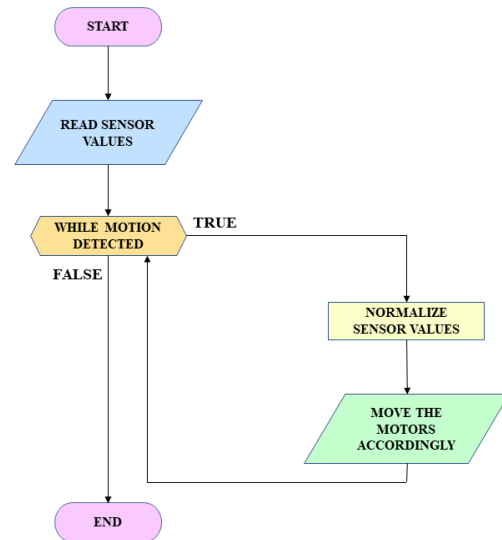 START
READ SENSOR
VALUES
WHILE MOTION
DETECTED
TRUE
FALSE
NORMALIZE
SENSOR VALUES
MOVE THE
MOTORS
ACCORDINGLY
END